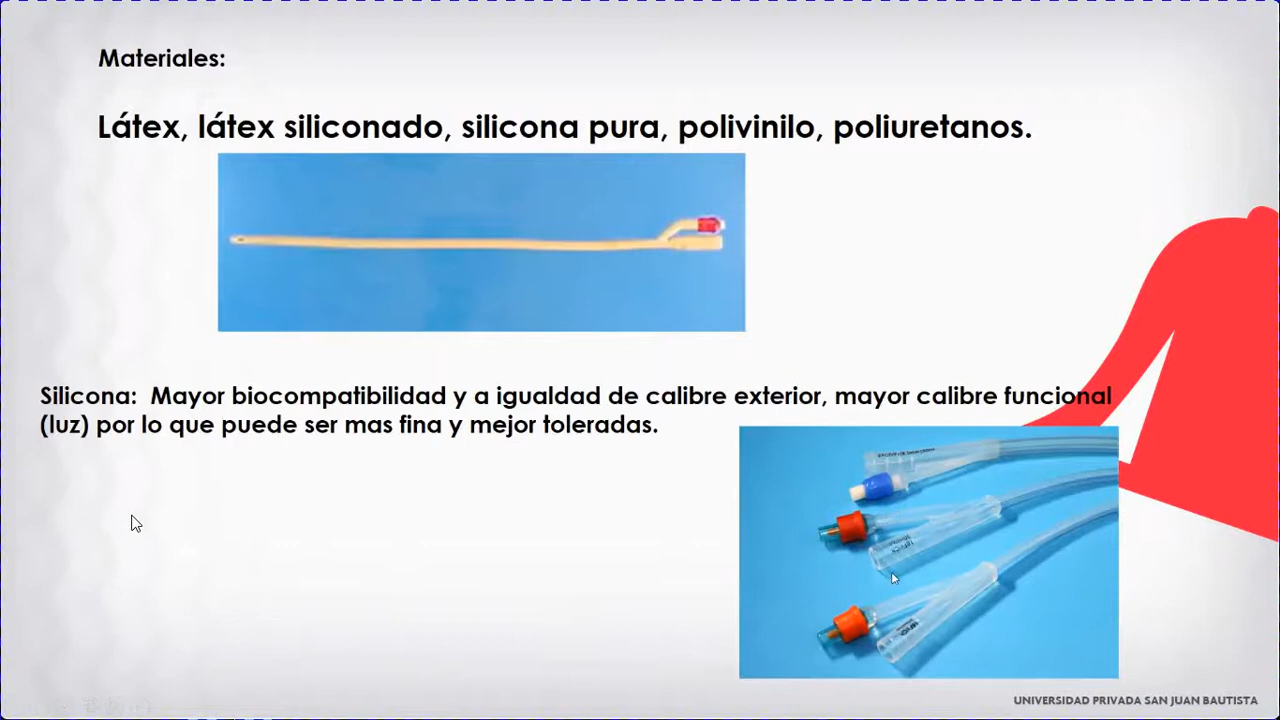 Materiales:
Látex, látex siliconado, silicona pura, polivinilo, poliuretanos.
Silicona:  Mayor biocompatibilidad y a igualdad de calibre exterior, mayor calibre funcional
(luz) por lo que puede ser mas fina y mejor toleradas.
UNIVERSIDAD PRIVADA SAN JUAN BAUTISTA